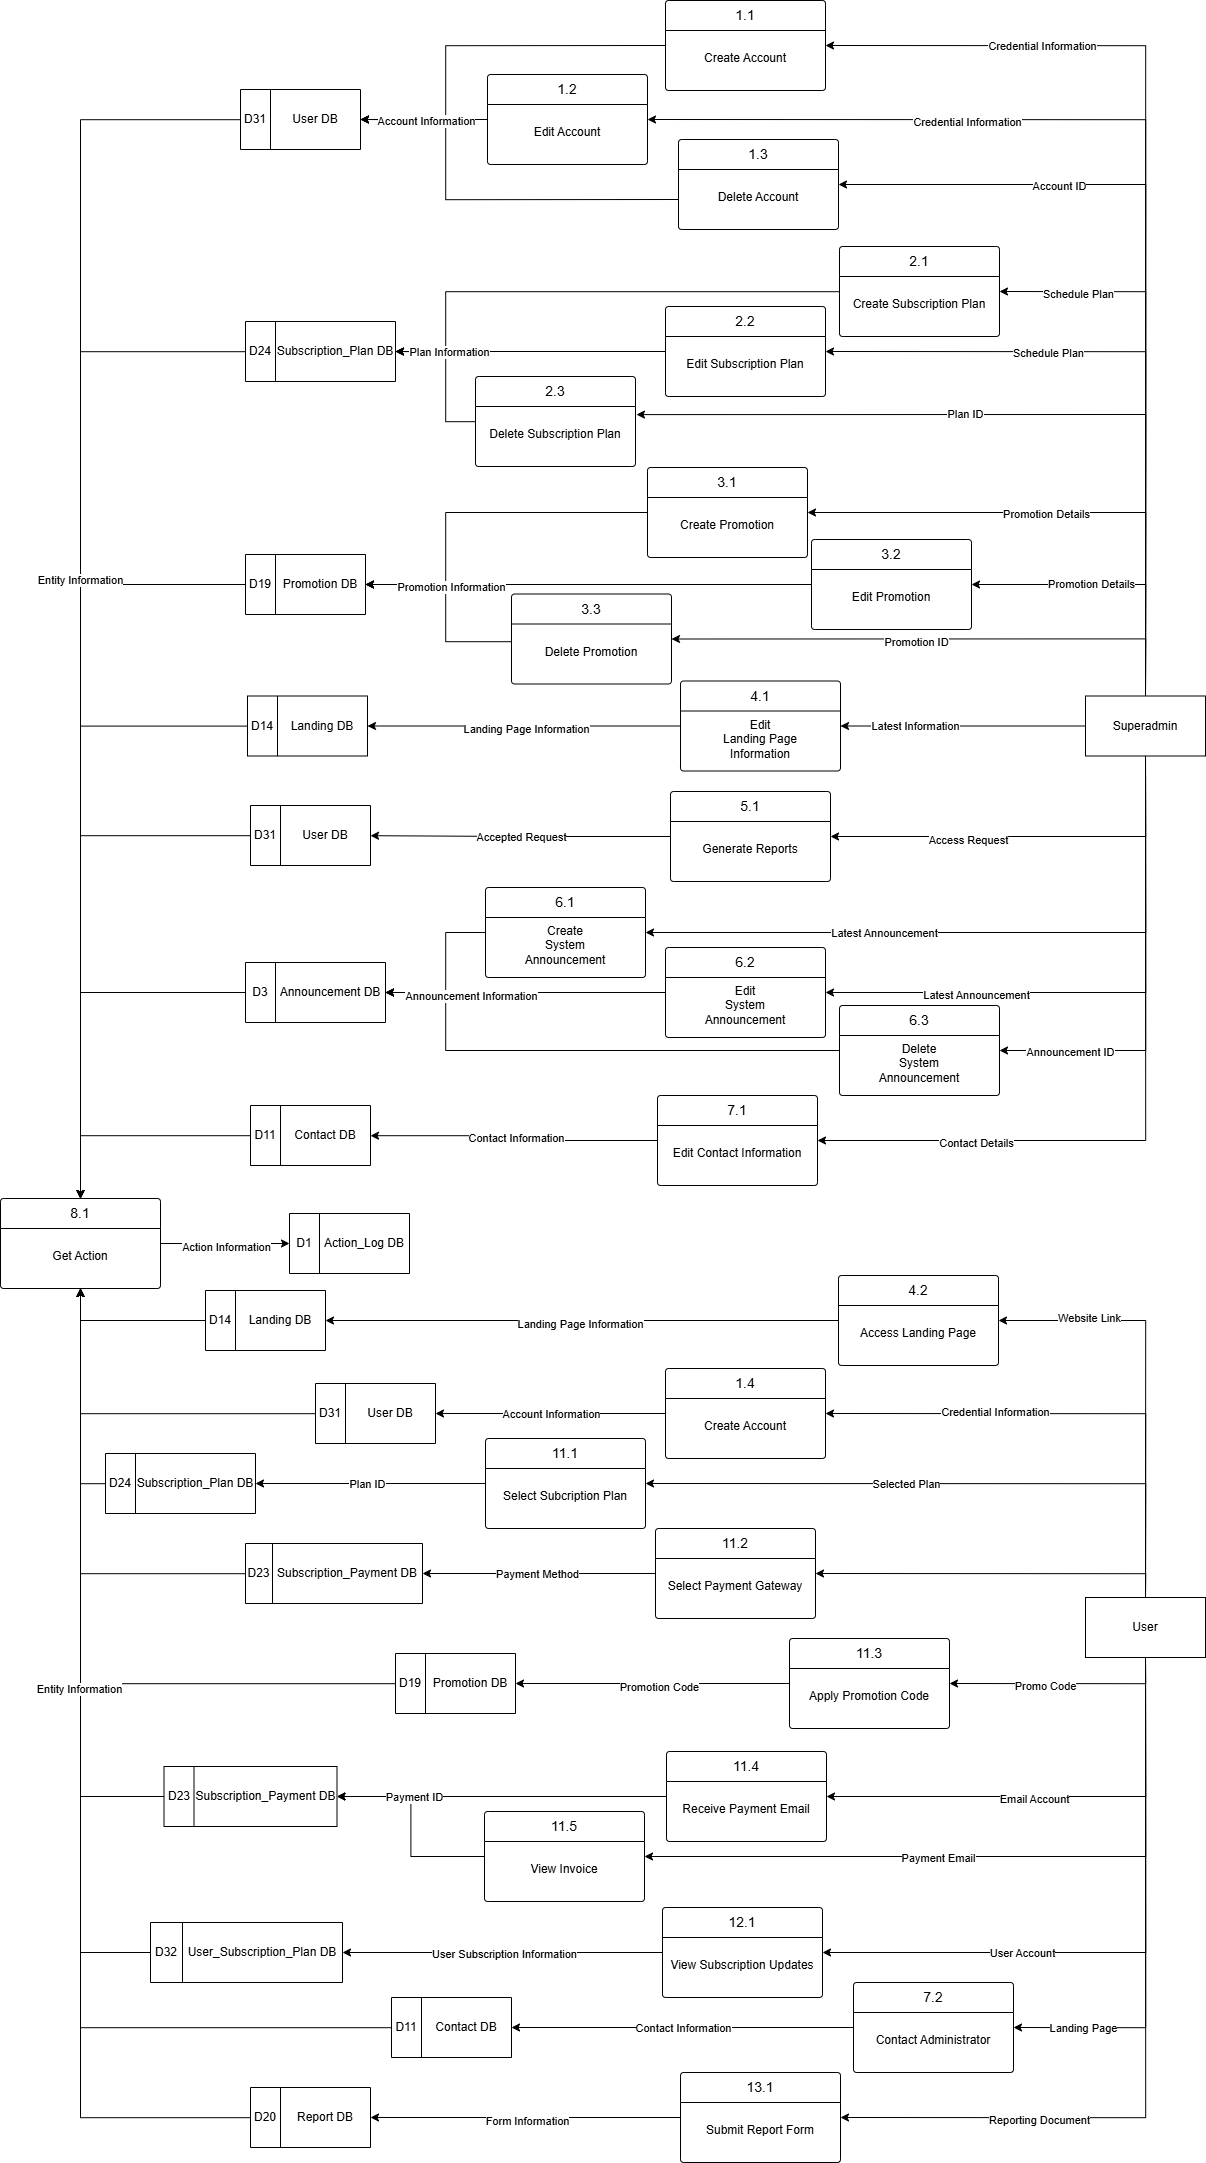 1.1
Create Account
Credential Information
1.2
Edit Account
D31
User DB
Account Information
Credential Information
1.3
Delete Account
Account ID
2.1
Create Subscription Plan
Schedule Plan
2.2
Edit Subscription Plan
D24
Subscription_Plan DB
Plan Information
Schedule Plan
2.3
Delete Subscription Plan
Plan ID
3.1
Create Promotion
Promotion Details
3.2
Edit Promotion
Entity Information
D19
Promotion DB
Promotion Information
Promotion Details
3.3
Delete Promotion
Promotion ID
4.1
Edit
Landing Page
Information
D14
Landing DB
Landing Page Information
Latest Information
Superadmin
5.1
Generate Reports
D31
User DB
Accepted Request
Access Request
6.1
Create
System
Announcement
Latest Announcement
6.2
Edit
System
Announcement
D3
Announcement DB
Announcement Information
Latest Announcement
6.3
Delete
System
Announcement
Announcement ID
7.1
Edit Contact Information
D11
Contact DB
Contact Information
Contact Details
8.1
Get Action
Action Information
D1
Action_Log DB
4.2
Access Landing Page
D14
Landing DB
Landing Page Information
Website Link
1.4
Create Account
D31
User DB
Account Information
Credential Information
11.1
Select Subcription Plan
D24
Subscription_Plan DB
Plan ID
Selected Plan
11.2
Select Payment Gateway
D23
Subscription_Payment DB
Payment Method
User
11.3
Apply Promotion Code
Entity Information
D19
Promotion DB
Promotion Code
Promo Code
11.4
Receive Payment Email
D23
Subscription_Payment DB
Payment ID
Email Account
11.5
View Invoice
Payment Email
12.1
View Subscription Updates
D32
User_Subscription_Plan DB
User Subscription Information
User Account
7.2
Contact Administrator
D11
Contact DB
Contact Information
Landing Page
13.1
Submit Report Form
D20
Report DB
Form Information
Reporting Document